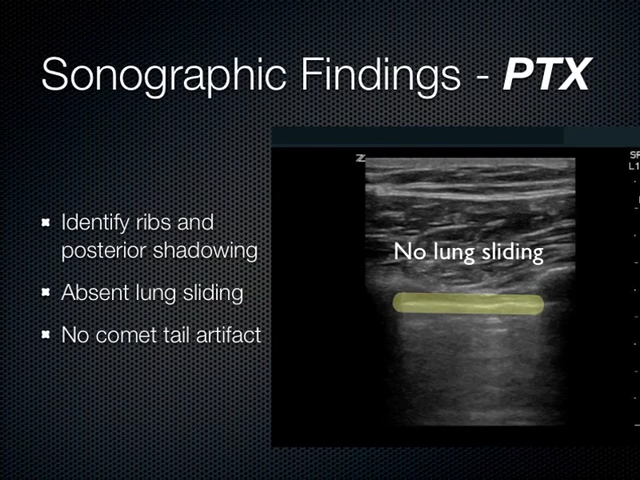 Sonographic Findings - PTX
Identify ribs and
posterior shadowing
Absent lung sliding
No comet tail artifact
Z
No lung sliding